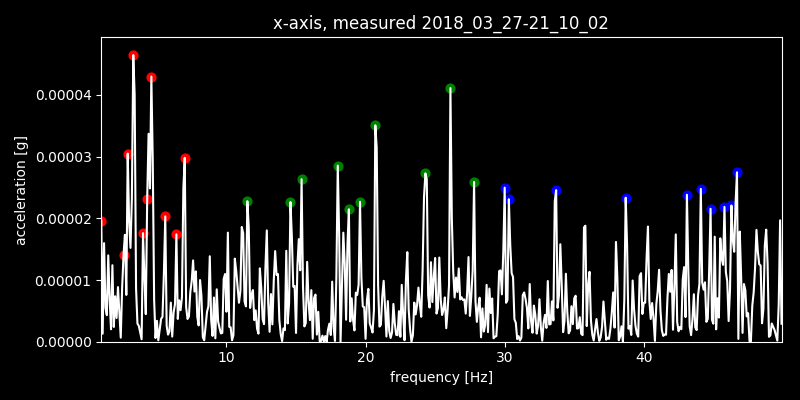 x-axis, measured 2018_03_27-21_10_02
acceleration [g]
0.00004
0.00003
0.00002
0.00001
0.00000
10 20 30 40
frequency [Hz]